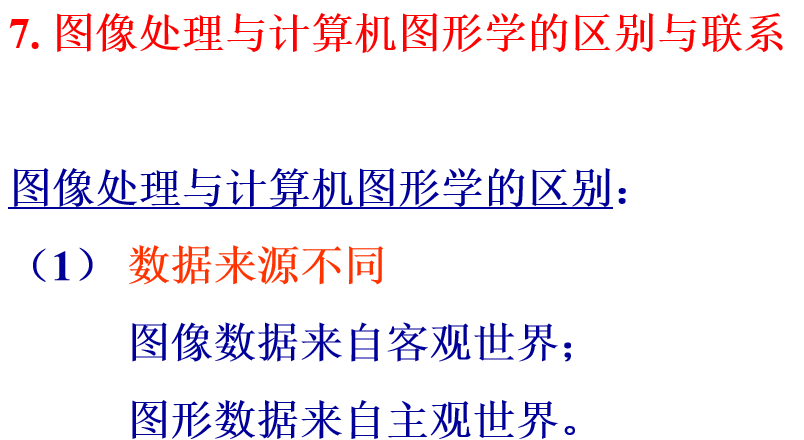 7. 图像处理与计算机图形学的区别与联系
图像处理与计算机图形学的区别：
（1） 数据来源不同
图像数据来自客观世界；
图形数据来自主观世界。